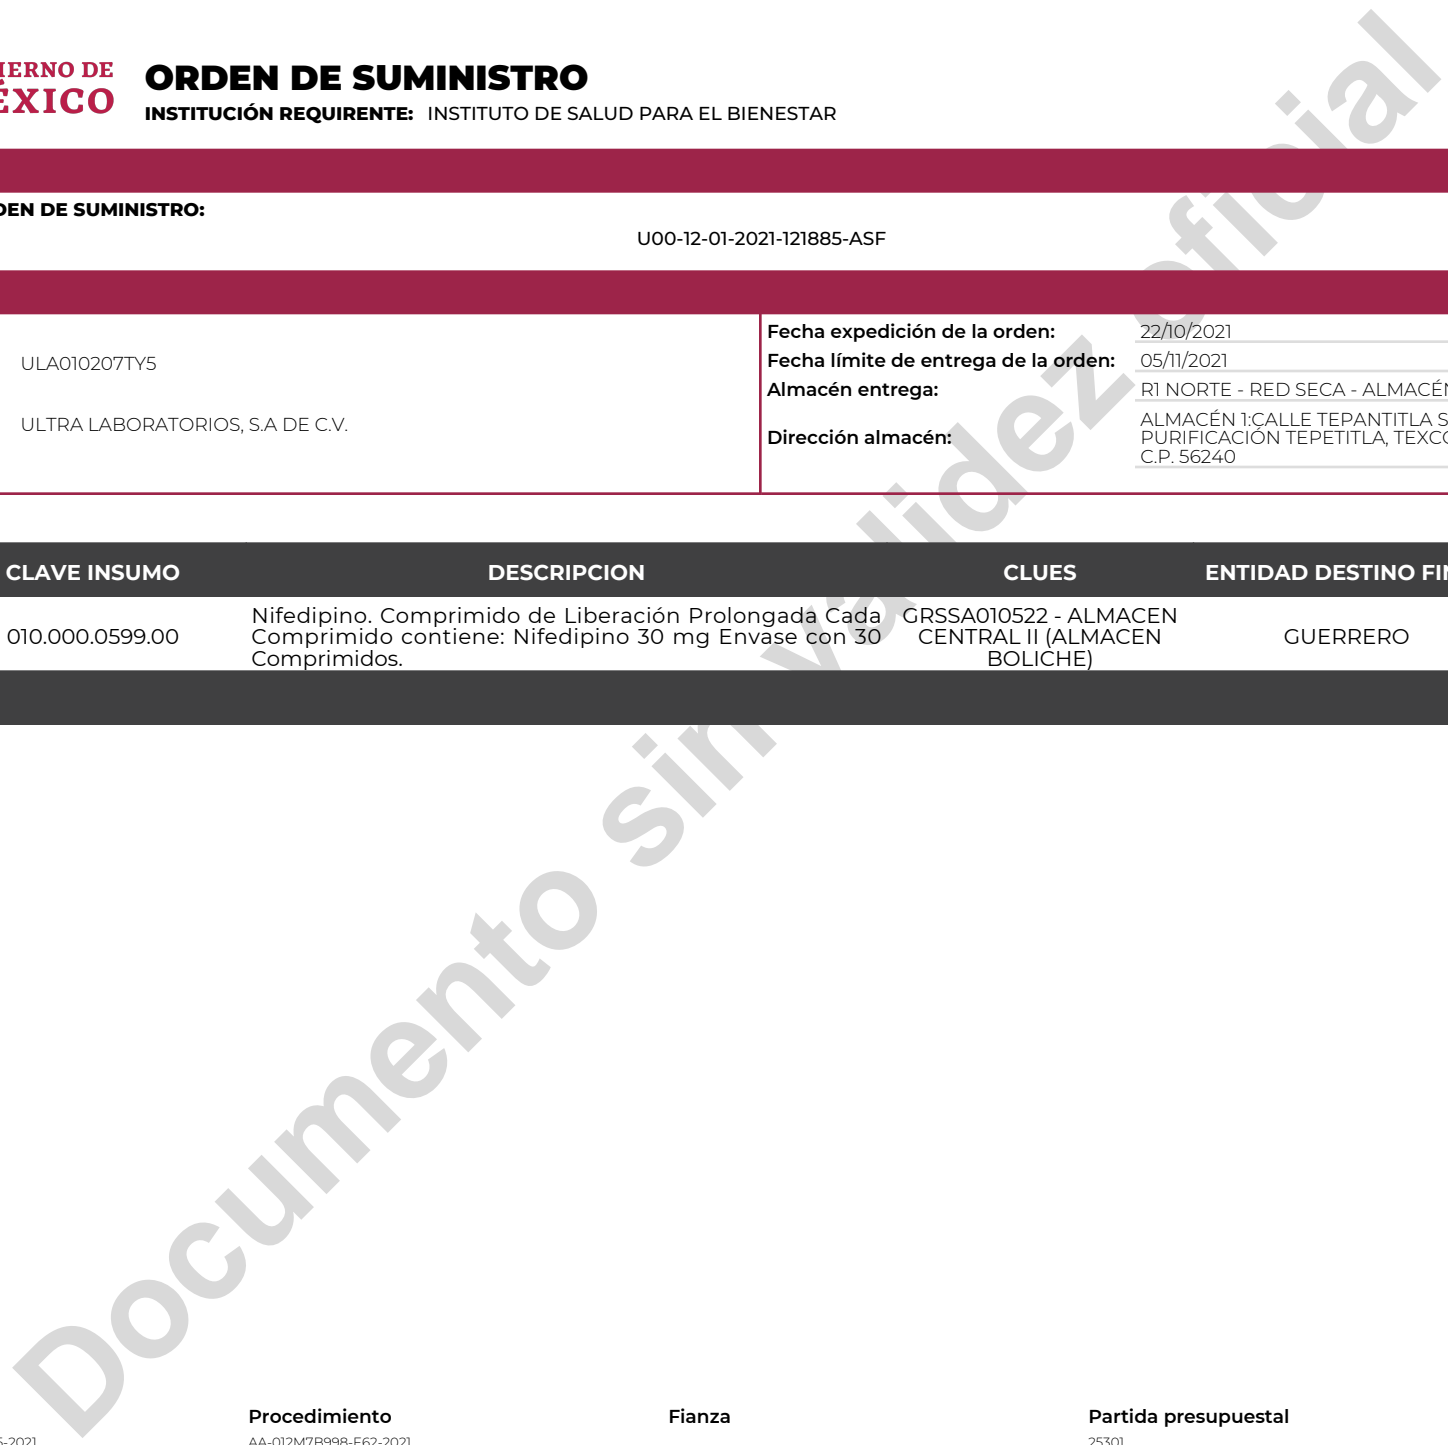 IERNO DE
ÉXICO
ORDEN DE SUMINISTRO
INSTITUCIÓN REQUIRENTE: INSTITUTO DE SALUD PARA EL BIENESTAR
DEN DE SUMINISTRO:
U00-12-01-2021-121885-ASF
ULA010207TY5
ULTRA LABORATORIOS, S.A DE C.V.
Fecha expedición de la orden: 22/10/2021
Fecha límite de entrega de la orden: 05/11/2021
Almacén entrega: R1 NORTE - RED SECA - ALMACÉN
Dirección almacén: ALMACÉN 1:CALLE TEPANTITLA S
PURIFICACIÓN TEPETITLA, TEXCO
C.P. 56240
CLAVE INSUMO DESCRIPCION CLUES ENTIDAD DESTINO FIN
010.000.0599.00
Nifedipino. Comprimido de Liberación Prolongada Cada
Comprimido contiene: Nifedipino 30 mg Envase con 30
Comprimidos.
GRSSA010522 - ALMACEN
CENTRAL II (ALMACEN
BOLICHE)
GUERRERO
Documento sin validez oficial
Procedimiento Fianza Partida presupuestal
-2021 AA-012M7B998-E62-2021 25301